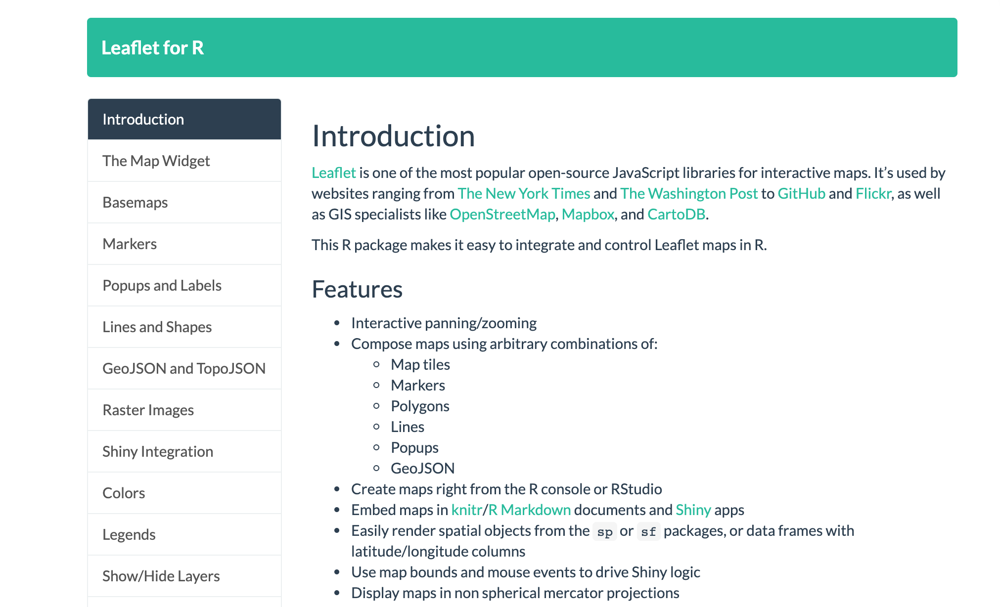 Leaflet for R
Introduction
The Map Widget
Basemaps
Markers
Popups and Labels
Lines and Shapes
GeoJSON and TopoJSON
Raster Images
Shiny Integration
Colors
Legends
Show/Hide Layers
Introduction
Leaflet is one of the most popular open-source JavaScript libraries for interactive maps. It’s used by
websites ranging from The New York Times and The Washington Post to GitHub and Flickr, as well
as GIS specialists like OpenStreetMap, Mapbox, and CartoDB.
This R package makes it easy to integrate and control Leaflet maps in R.
Features
• Interactive panning/zooming
• Compose maps using arbitrary combinations of:
◦ Map tiles
◦ Markers
◦ Polygons
◦ Lines
◦ Popups
◦ GeoJSON
• Create maps right from the R console or RStudio
• Embed maps in knitr/R Markdown documents and Shiny apps
• Easily render spatial objects from the sp or sf packages, or data frames with
latitude/longitude columns
• Use map bounds and mouse events to drive Shiny logic
• Display maps in non spherical mercator projections